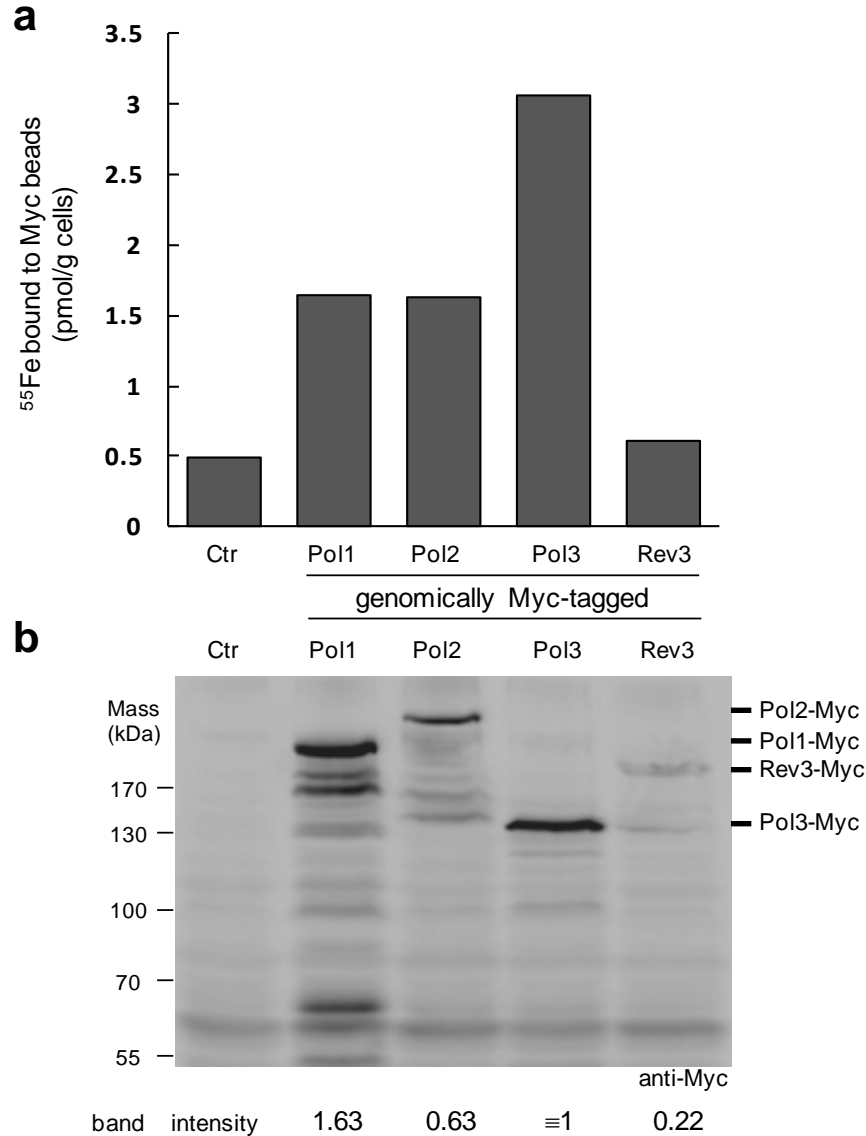 a
3.5
3
2.5
2
1.5
1
0.5
0
55Fe bound to Myc beads
(pmol/g cells)
Ctr Pol1 Pol2 Pol3 Rev3
genomically Myc-tagged
b
Ctr Pol1 Pol2 Pol3 Rev3
Mass
(kDa)
170
130
100
70
55
Pol2-Myc
Pol1-Myc
Rev3-Myc
Pol3-Myc
anti-Myc
band intensity 1.63 0.63 ≡1 0.22